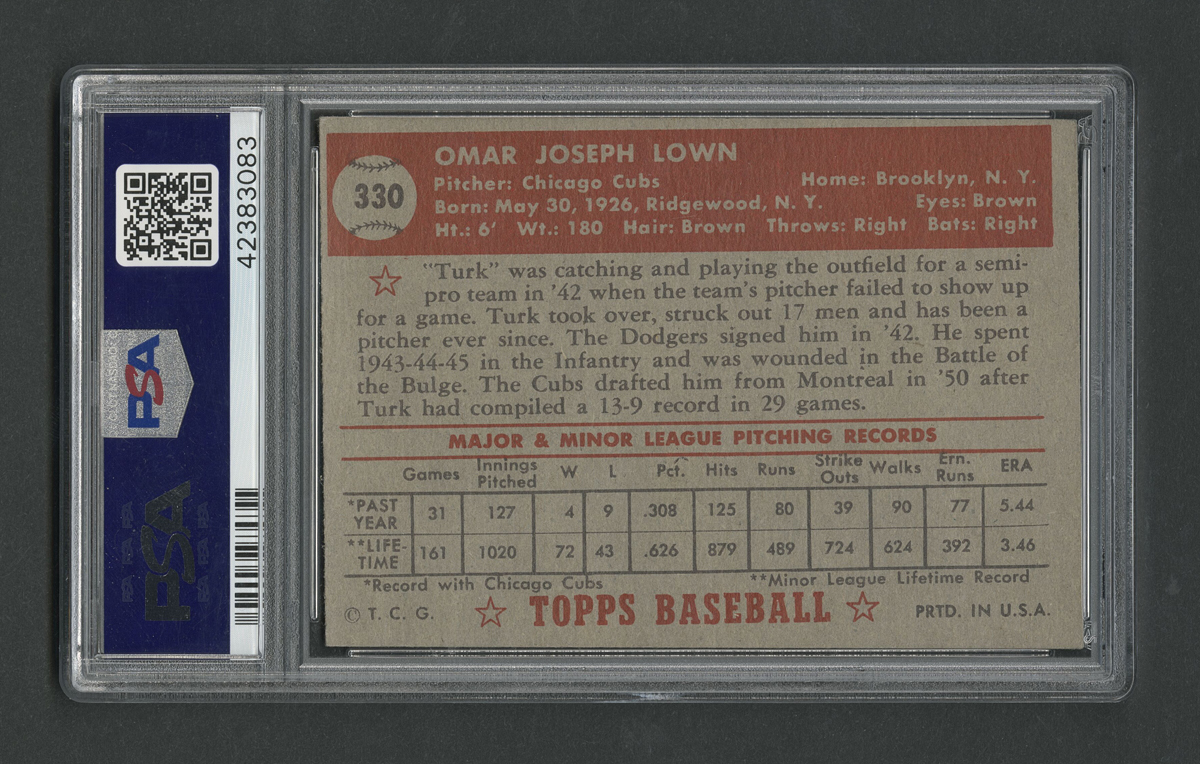 42383083
PSA
PSA
330
OMAR JOSEPH LOWN
Pitcher: Chicago Cubs Home: Brooklyn, N. Y.
Born: May 30, 1926, Ridgewood, N. Y. Eyes: Brown
Ht.: 6' Wt.: 180 Hair: Brown Throws: Right Bats: Right
"Turk" was catching and playing the outfield for a semi-
pro team in '42 when the team's pitcher failed to show up
for a game. Turk took over, struck out 17 men and has been a
pitcher ever since. The Dodgers signed him in '42. He spent
1943-44-45 in the Infantry and was wounded in the Battle of
the Bulge. The Cubs drafted him from Montreal in '50 after
Turk had compiled a 13-9 record in 29 games.
MAJOR & MINOR LEAGUE PITCHING RECORDS
Games Innings Pitched W L Pct. Hits Runs Strike Outs Walks Ern. Runs ERA
*PAST YEAR 31 127 4 9 .308 125 80 39 90 77 5.44
**LIFE-TIME 161 1020 72 43 .626 879 489 724 624 392 3.46
*Record with Chicago Cubs **Minor League Lifetime Record
© T. C. G. TOPPS BASEBALL PRTD. IN U.S.A.